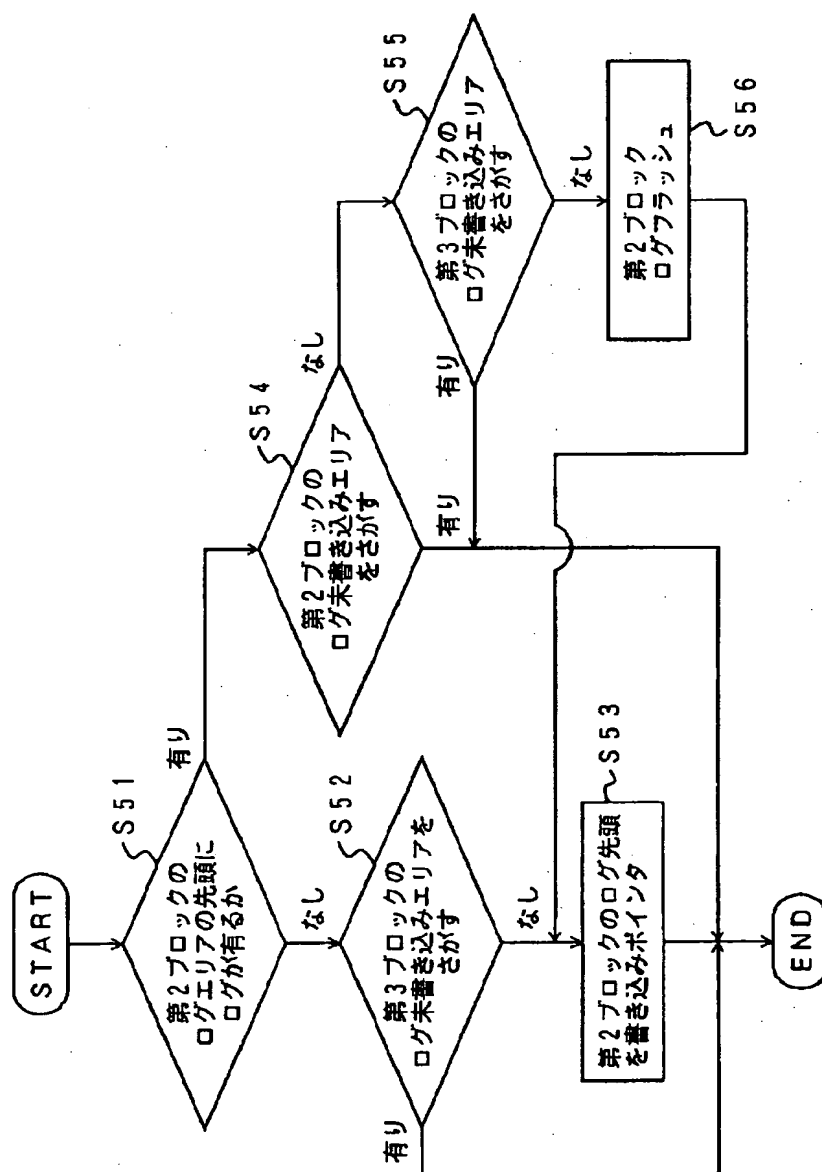 START
S51
第2ブロックの
ログエリアの先頭に
ログが有るか
有り
なし
S52
第3ブロックの
ログ未書き込みエリアを
さがす
有り
なし
S53
第2ブロックのログ先頭
を書き込みポインタ
END
S54
第2ブロックの
ログ未書き込みエリア
をさがす
なし
有り
S55
第3ブロックの
ログ未書き込みエリア
をさがす
有り
なし
S56
第2ブロック
ログフラッシュ